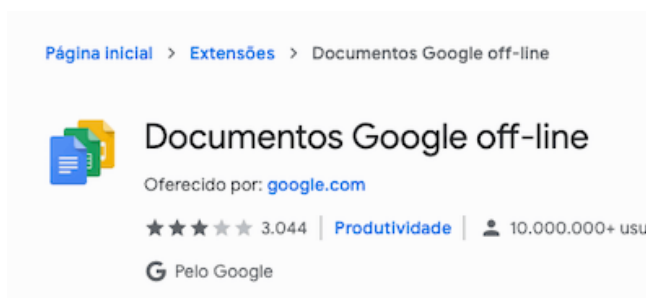 Página inicial > Extensões > Documentos Google off-line
Documentos Google off-line
Oferecido por: google.com
3.044 | Produtividade | 10.000.000+
G Pelo Google